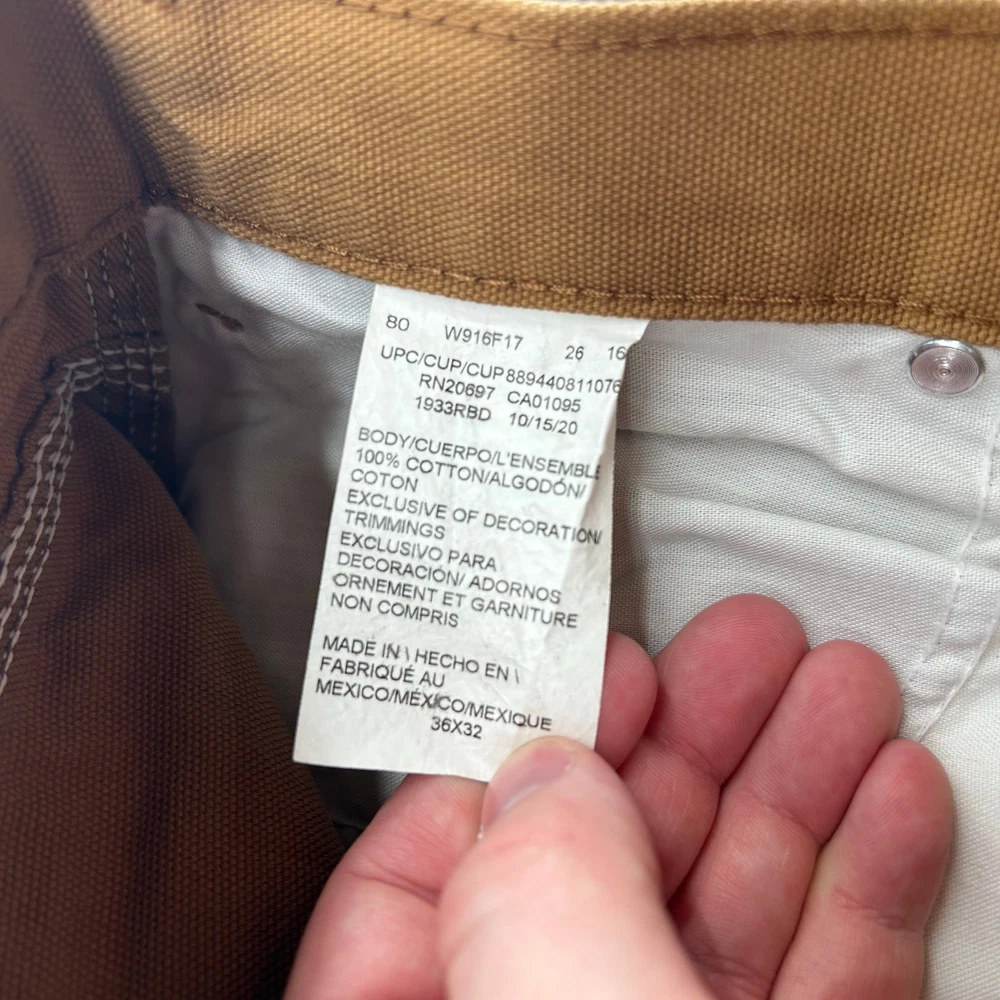 80 W916F17 26 16
UPC/CUP/CUP889440811076
RN20697 CA01095
1933RBD 10/15/20
BODY/CUERPO/L'ENSEMBLE
100% COTTON/ALGODÓN/
COTON
EXCLUSIVE OF DECORATION/
TRIMMINGS
EXCLUSIVO PARA
DECORACIÓN/ ADORNOS
ORNEMENT ET GARNITURE
NON COMPRIS
MADE IN \ HECHO EN \
FABRIQUÉ AU
MEXICO/MÉXICO/MEXIQUE
36X32